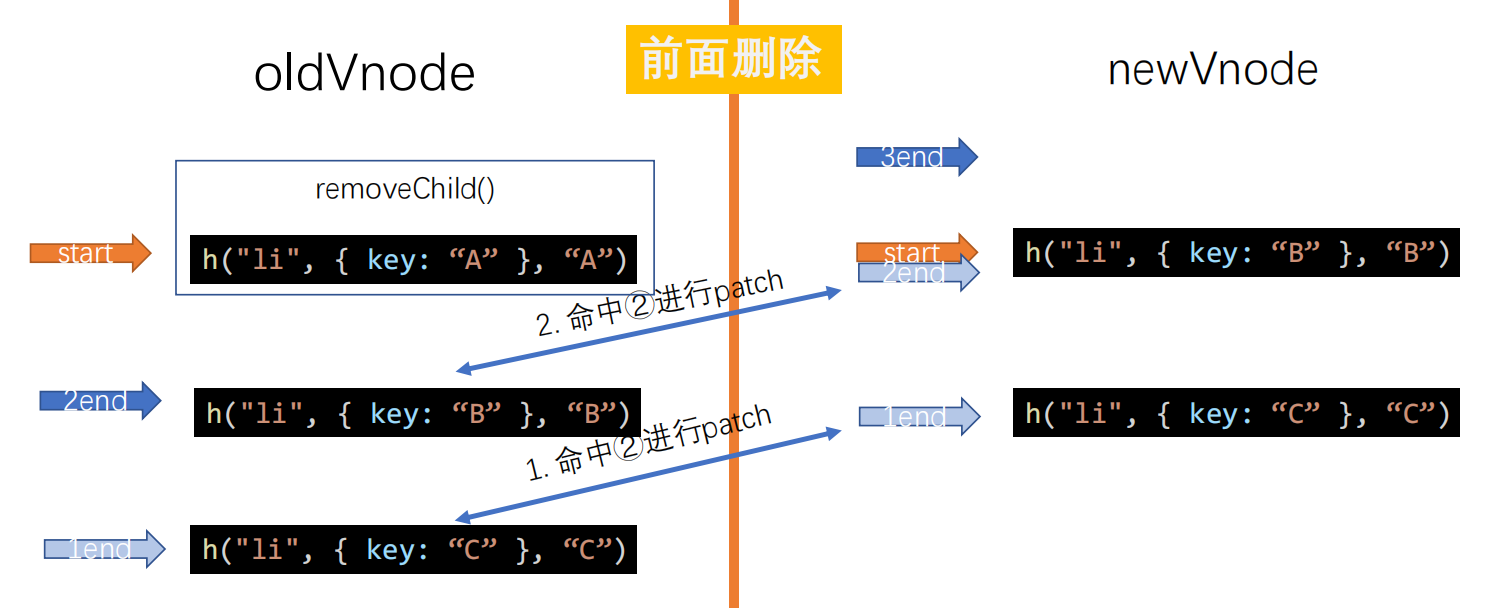 前面删除
oldVnode
newVnode
3end
removeChild()
start
h("li", { key: “A” }, “A”)
start
h("li", { key: “B” }, “B”)
2end
2. 命中②进行patch
2end
h("li", { key: “B” }, “B”)
1end
h("li", { key: “C” }, “C”)
1. 命中②进行patch
1end
h("li", { key: “C” }, “C”)